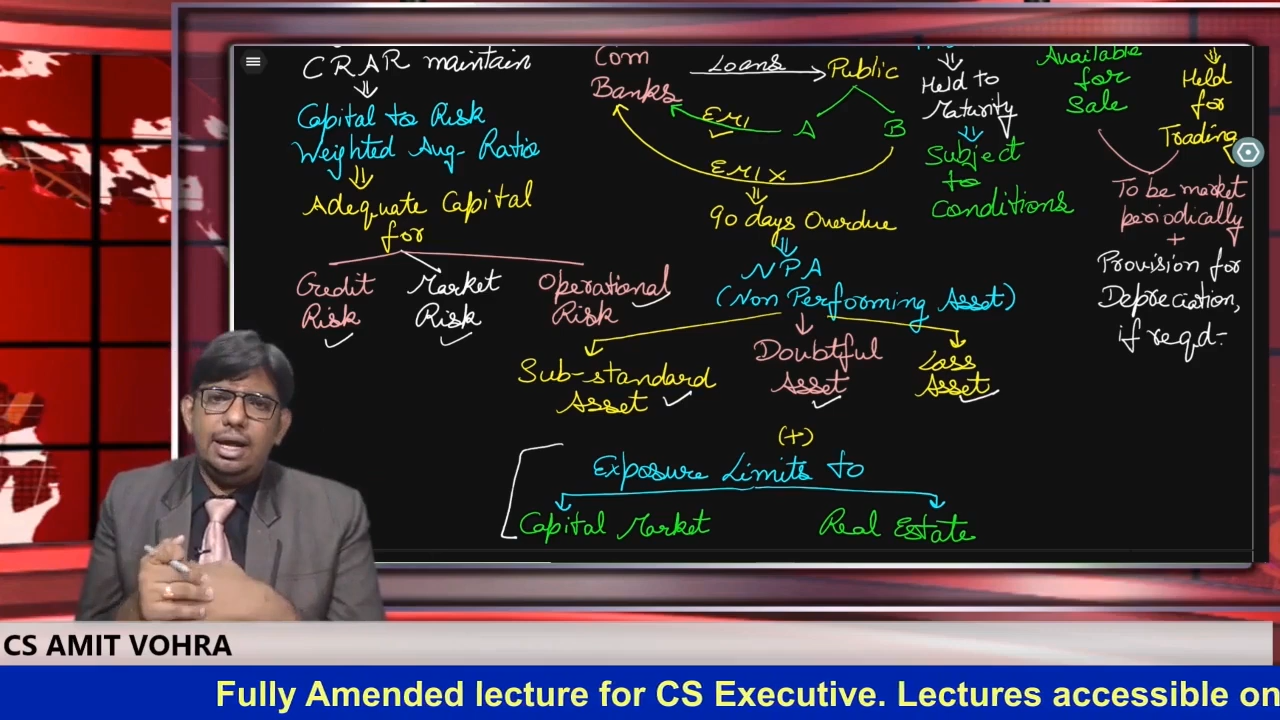 CRAR maintain
⇓
Capital to Risk
Weighted Aug- Ratio
⇓
Adequate Capital
for
Credit
Risk ✓
Market
Risk ✓
Operational
Risk ✓
Com
Banks
Loans
Public
A
B
EMI ✓
EMI X
⇓
90 days Overdue
⇓
NPA
(Non Performing Asset)
Sub-standard
Asset ✓
Doubtful
Asset ✓
Loss
Asset ✓
(+)
Exposure Limits to
Capital Market
Real Estate
Held to
Maturity
⇓
Subject
to
Conditions
Available
for
Sale
Held
for
Trading
To be market
periodically
+
Provision for
Depreciation,
if reqd-
CS AMIT VOHRA
Fully Amended lecture for CS Executive. Lectures accessible on